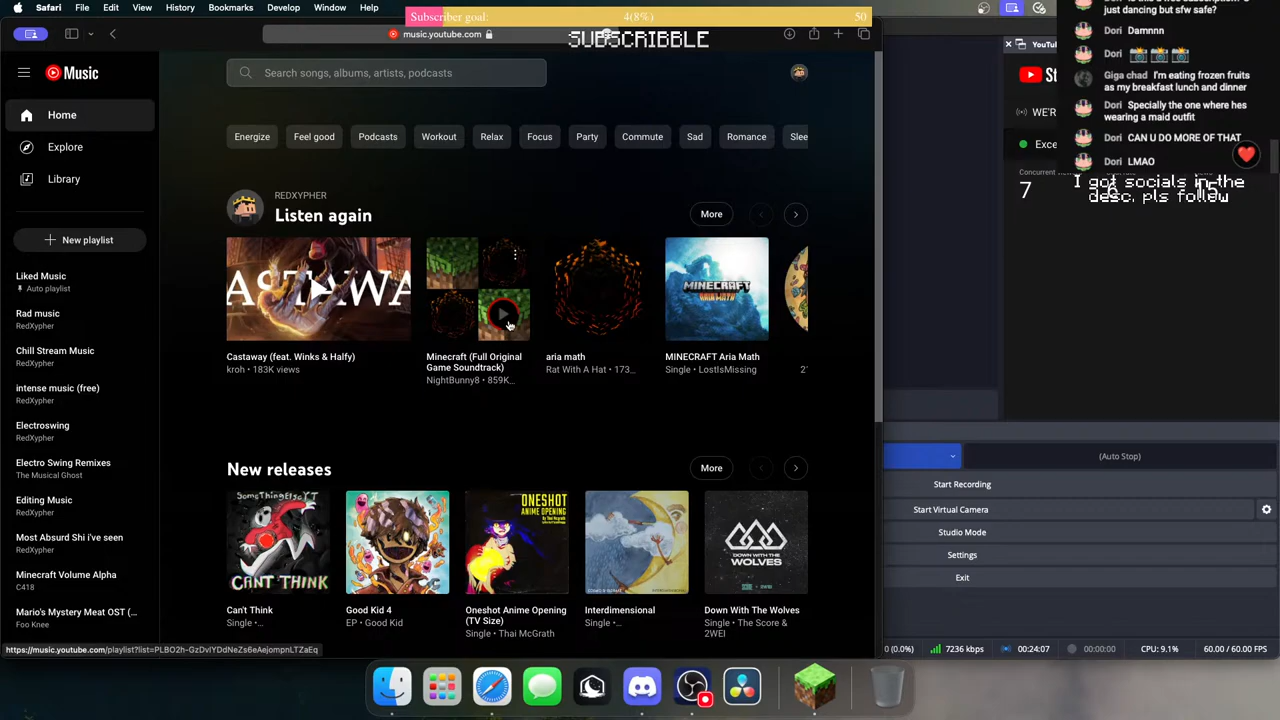 Safari File Edit View History Bookmarks Develop Window Help
Subscriber goal: 4(8%) 50
music.youtube.com
SUBSCRIBBLE
Music
Search songs, albums, artists, podcasts
Home
Explore
Library
New playlist
Liked Music
Auto playlist
Rad music
RedXypher
Chill Stream Music
RedXypher
intense music (free)
RedXypher
Electroswing
RedXypher
Electro Swing Remixes
The Musical Ghost
Editing Music
RedXypher
Most Absurd Shi i've seen
RedXypher
Minecraft Volume Alpha
C418
Mario's Mystery Meat OST (...
Foo Knee
Energize Feel good Podcasts Workout Relax Focus Party Commute Sad Romance Slee
REDXYPHER
Listen again
More
ASTAWA
MINECRAFT
Castaway (feat. Winks & Halfy)
kroh • 183K views
Minecraft (Full Original
Game Soundtrack)
NightBunny8 • 859K...
aria math
Rat With A Hat • 173...
MINECRAFT Aria Math
Single • LostIsMissing
2
New releases
More
SomeThingElseYT
CAN'T THINK
ONESHOT
ANIME OPENING
DOWN WITH THE
WOLVES
Can't Think
Single •...
Good Kid 4
EP • Good Kid
Oneshot Anime Opening
(TV Size)
Single • Thai McGrath
Interdimensional
Single •...
Down With The Wolves
Single • The Score &
2WEI
https://music.youtube.com/playlist?list=PLBO2h-GzDvIYDdNeZs6eAejompnLTZaEq
YouTu
St
WE'RE
Exce
Concurrent
7
just dancing but sfw safe?
Dori Damnnn
Dori
Giga chad I'm eating frozen fruits
as my breakfast lunch and dinner
Dori Specially the one where hes
wearing a maid outfit
Dori CAN U DO MORE OF THAT
Dori LMAO
I got socials in the
desc. pls follow
(Auto Stop)
Start Recording
Start Virtual Camera
Studio Mode
Settings
Exit
0 (0.0%) 7236 kbps 00:24:07 00:00:00 CPU: 9.1% 60.00 / 60.00 FPS